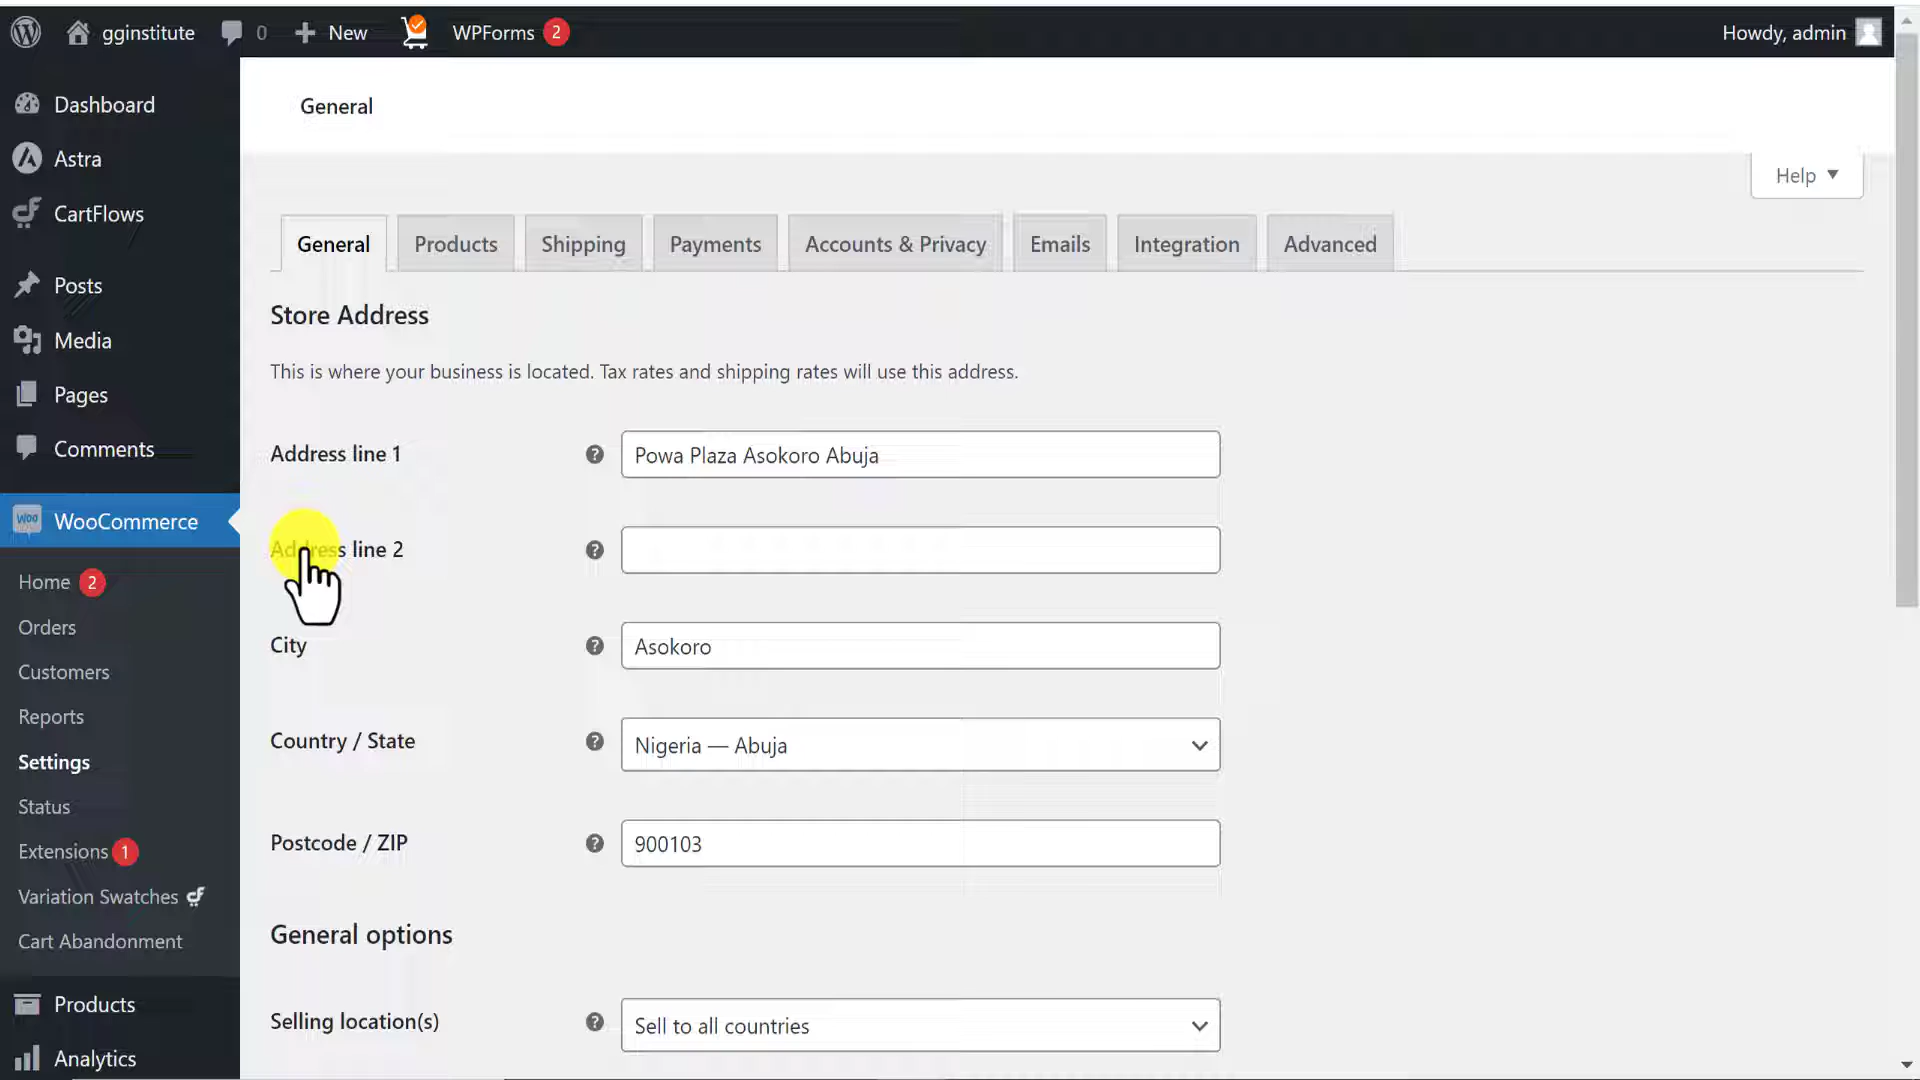 gginstitute 0 New WPForms 2 Howdy, admin
Dashboard
Astra
CartFlows
Posts
Media
Pages
Comments
Woo WooCommerce
Home 2
Orders
Customers
Reports
Settings
Status
Extensions 1
Variation Swatches
Cart Abandonment
Products
Analytics
General
Help
General Products Shipping Payments Accounts & Privacy Emails Integration Advanced
Store Address
This is where your business is located. Tax rates and shipping rates will use this address.
Address line 1 ? Powa Plaza Asokoro Abuja
Address line 2 ?
City ? Asokoro
Country / State ? Nigeria — Abuja
Postcode / ZIP ? 900103
General options
Selling location(s) ? Sell to all countries